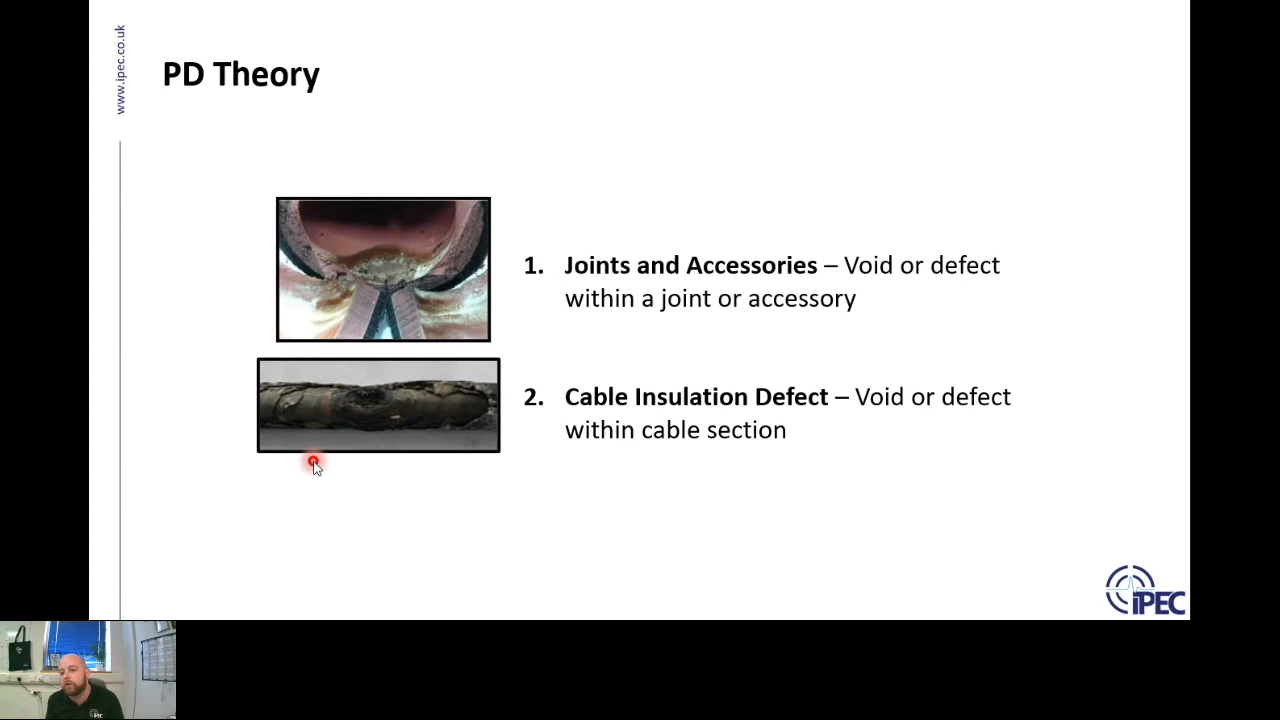 www.ipec.co.uk
PD Theory
1. Joints and Accessories – Void or defect
within a joint or accessory
2. Cable Insulation Defect – Void or defect
within cable section
iPEC
iPEC